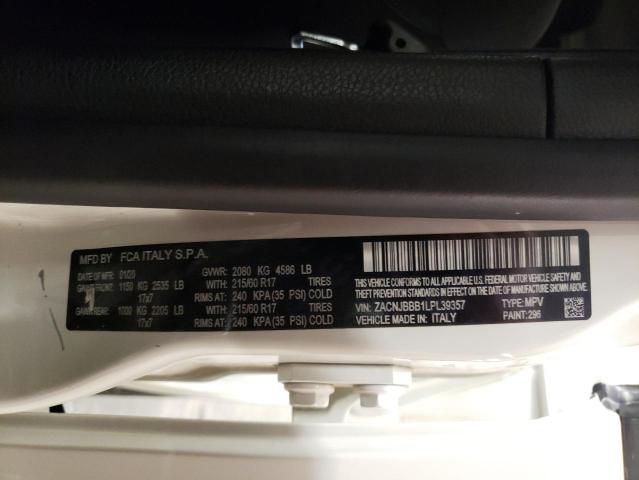 MFD BY FCA ITALY S.P.A.
DATE OF MFR: 01/20 GVWR: 2080 KG 4586 LB
GAWR FRONT: 1150 KG 2535 LB WITH: 215/60 R17 TIRES
17x7 RIMS AT: 240 KPA (35 PSI) COLD
GAWR REAR: 1000 KG 2205 LB WITH: 215/60 R17 TIRES
17x7 RIMS AT: 240 KPA (35 PSI) COLD
THIS VEHICLE CONFORMS TO ALL APPLICABLE U.S. FEDERAL MOTOR VEHICLE SAFETY AND
THEFT PREVENTION STANDARDS IN EFFECT ON THE DATE OF MANUFACTURE SHOWN ABOVE.
VIN: ZACNJBBB1LPL39357 TYPE: MPV
MADE IN: ITALY PAINT: 296